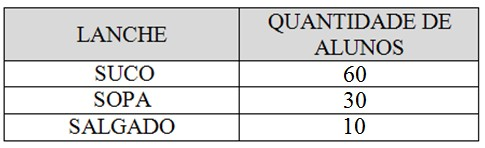 LANCHE QUANTIDADE DE ALUNOS
SUCO 60
SOPA 30
SALGADO 10